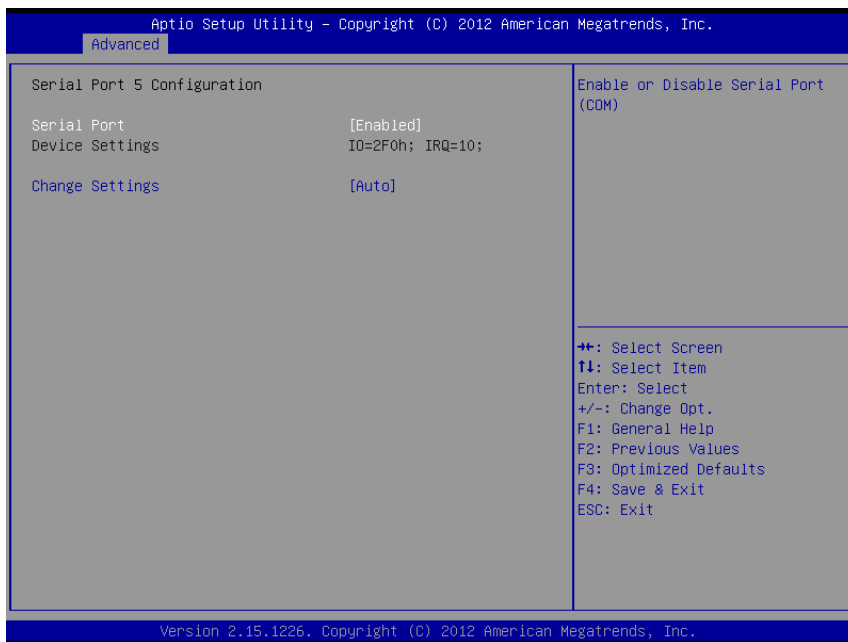 Aptio Setup Utility – Copyright (C) 2012 American Megatrends, Inc.
Advanced
Serial Port 5 Configuration
Serial Port [Enabled]
Device Settings IO=2F0h; IRQ=10;
Change Settings [Auto]
Enable or Disable Serial Port
(COM)
→←: Select Screen
↑↓: Select Item
Enter: Select
+/-: Change Opt.
F1: General Help
F2: Previous Values
F3: Optimized Defaults
F4: Save & Exit
ESC: Exit
Version 2.15.1226. Copyright (C) 2012 American Megatrends, Inc.